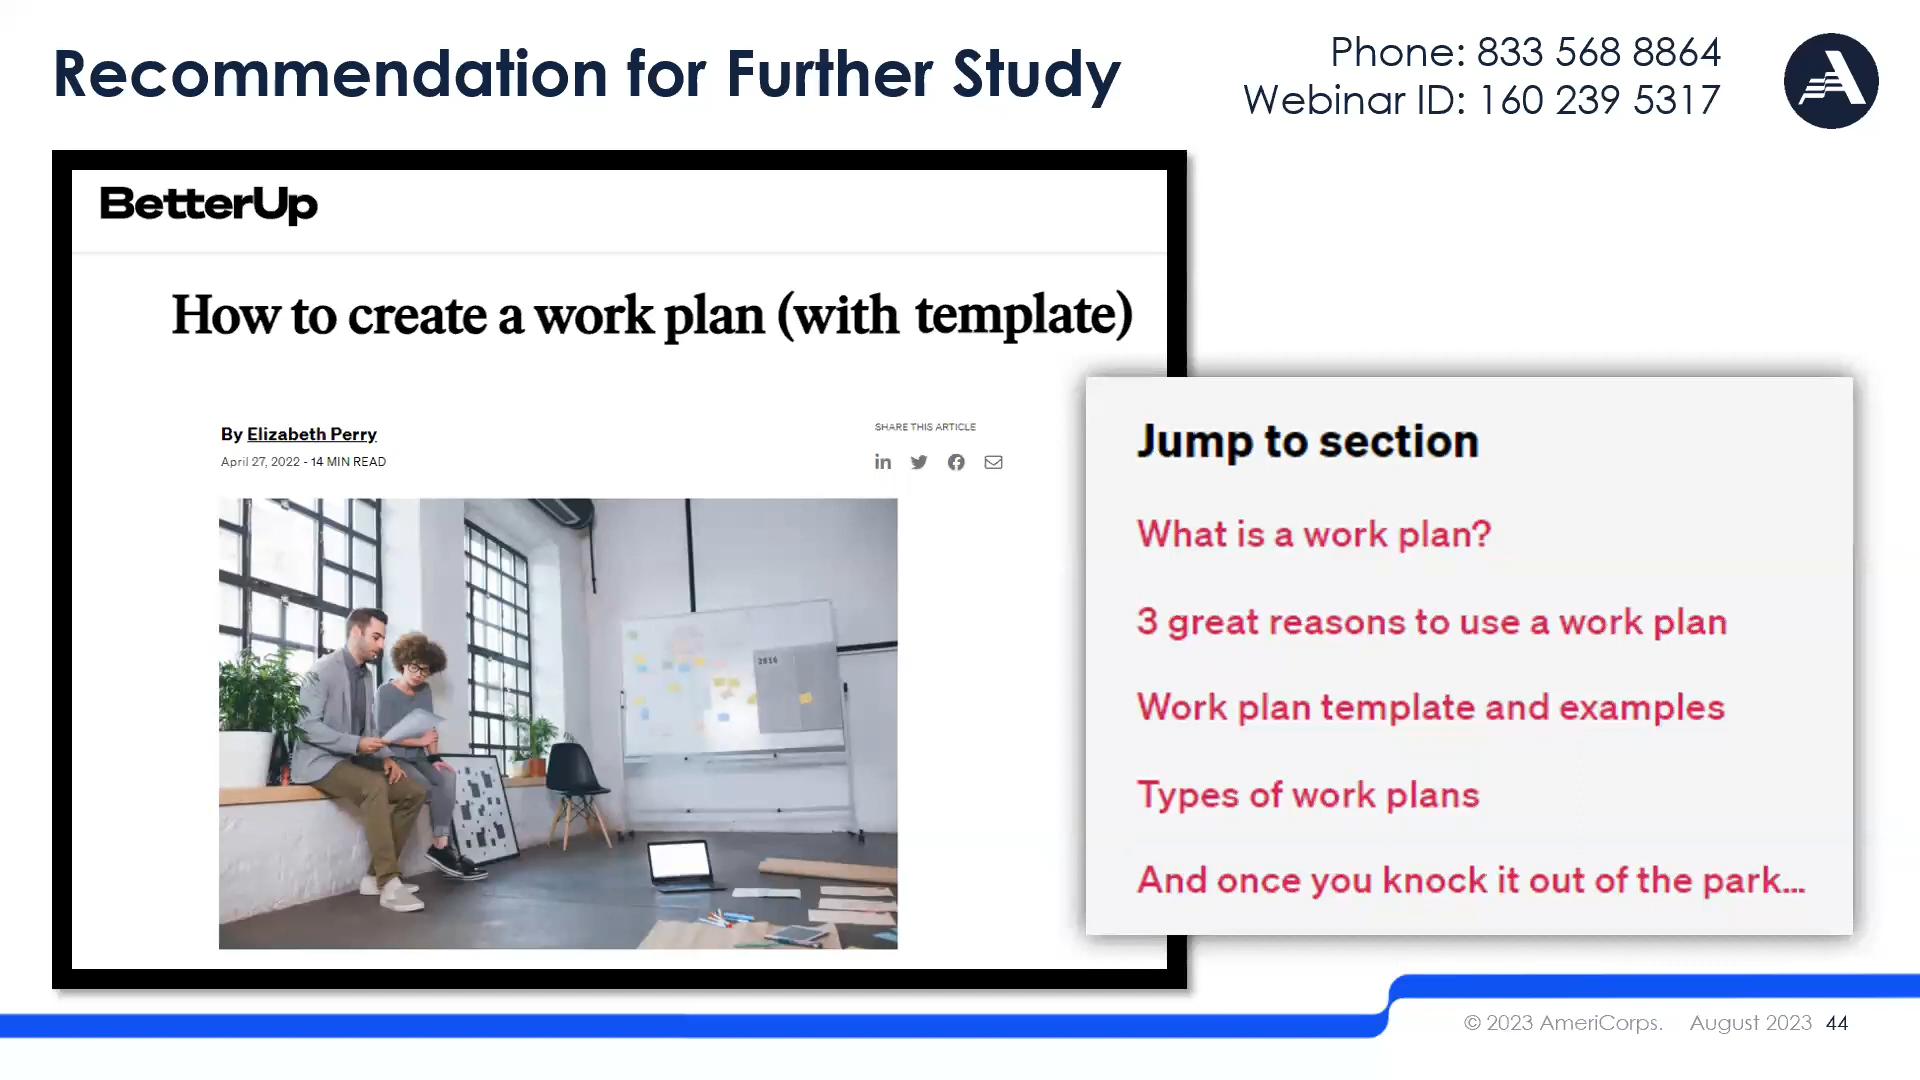 Recommendation for Further Study
Phone: 833 568 8864
Webinar ID: 160 239 5317
BetterUp
How to create a work plan (with template)
By Elizabeth Perry
April 27, 2022 - 14 MIN READ
SHARE THIS ARTICLE
in
2016
Jump to section
What is a work plan?
3 great reasons to use a work plan
Work plan template and examples
Types of work plans
And once you knock it out of the park...
© 2023 AmeriCorps. August 2023 44